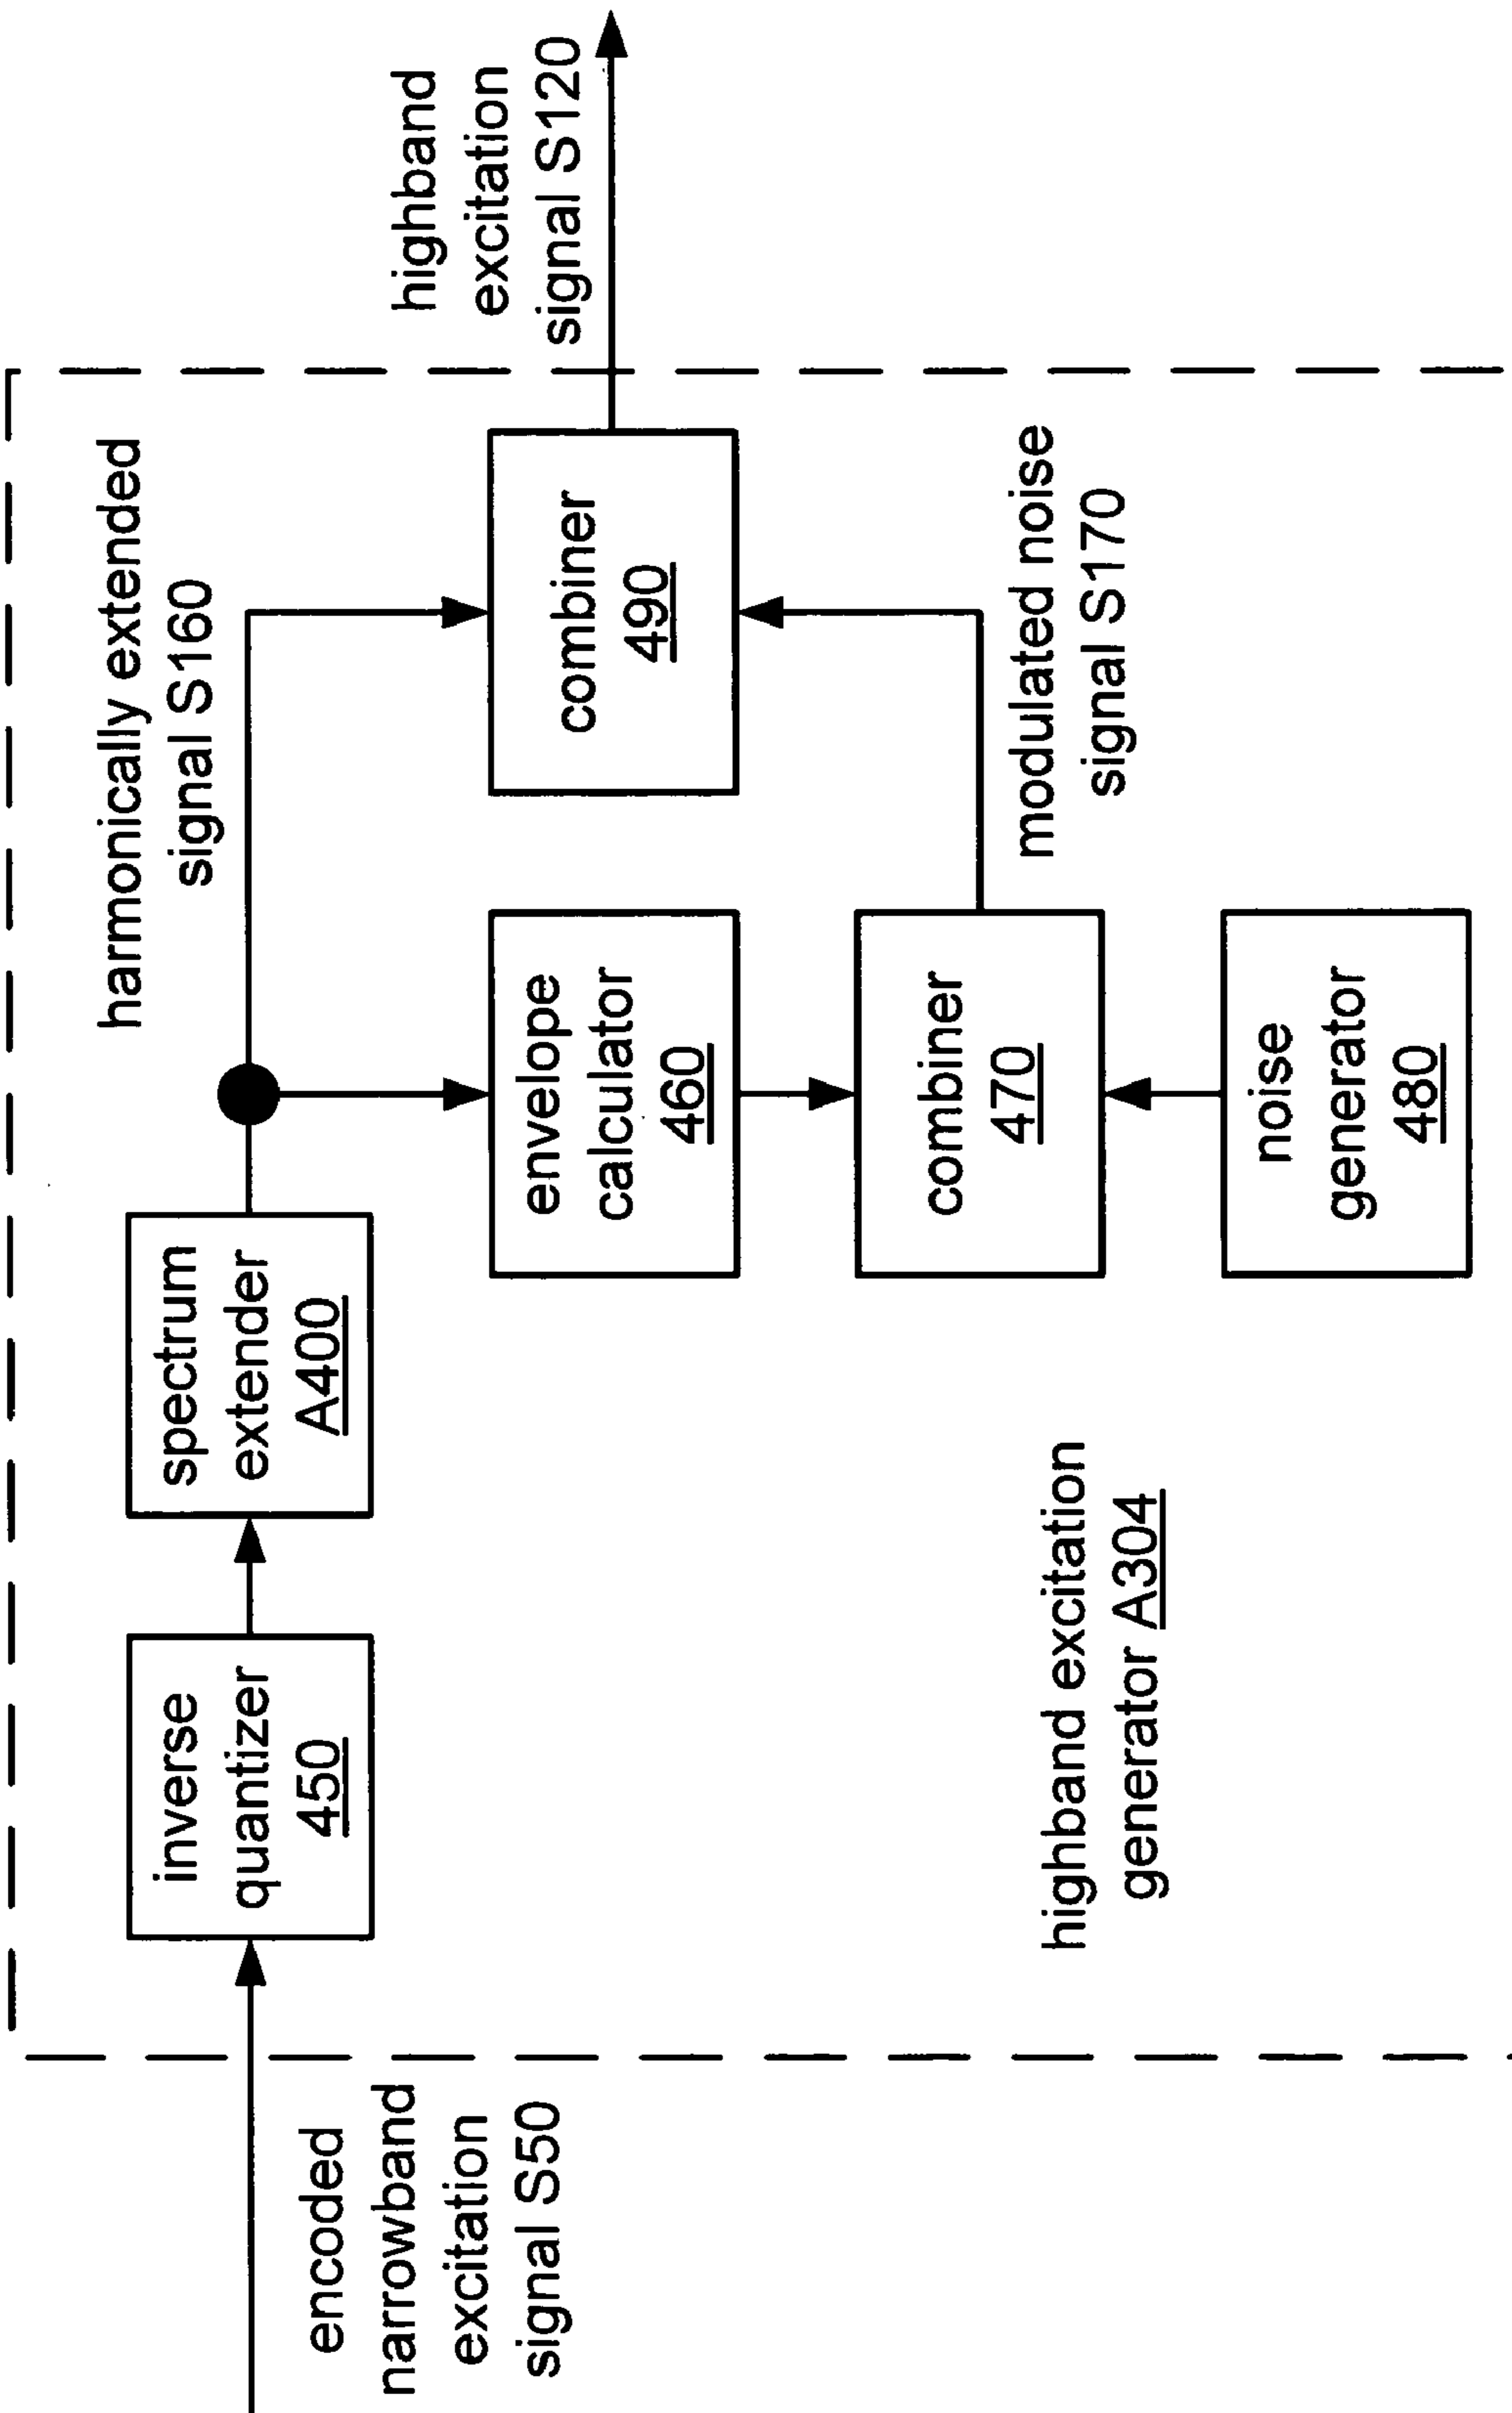 encoded
narrowband
excitation
signal S50
inverse
quantizer
450
spectrum
extender
A400
harmonically extended
signal S160
envelope
calculator
460
combiner
470
noise
generator
480
combiner
490
modulated noise
signal S170
highband excitation
generator A304
highband
excitation
signal S120